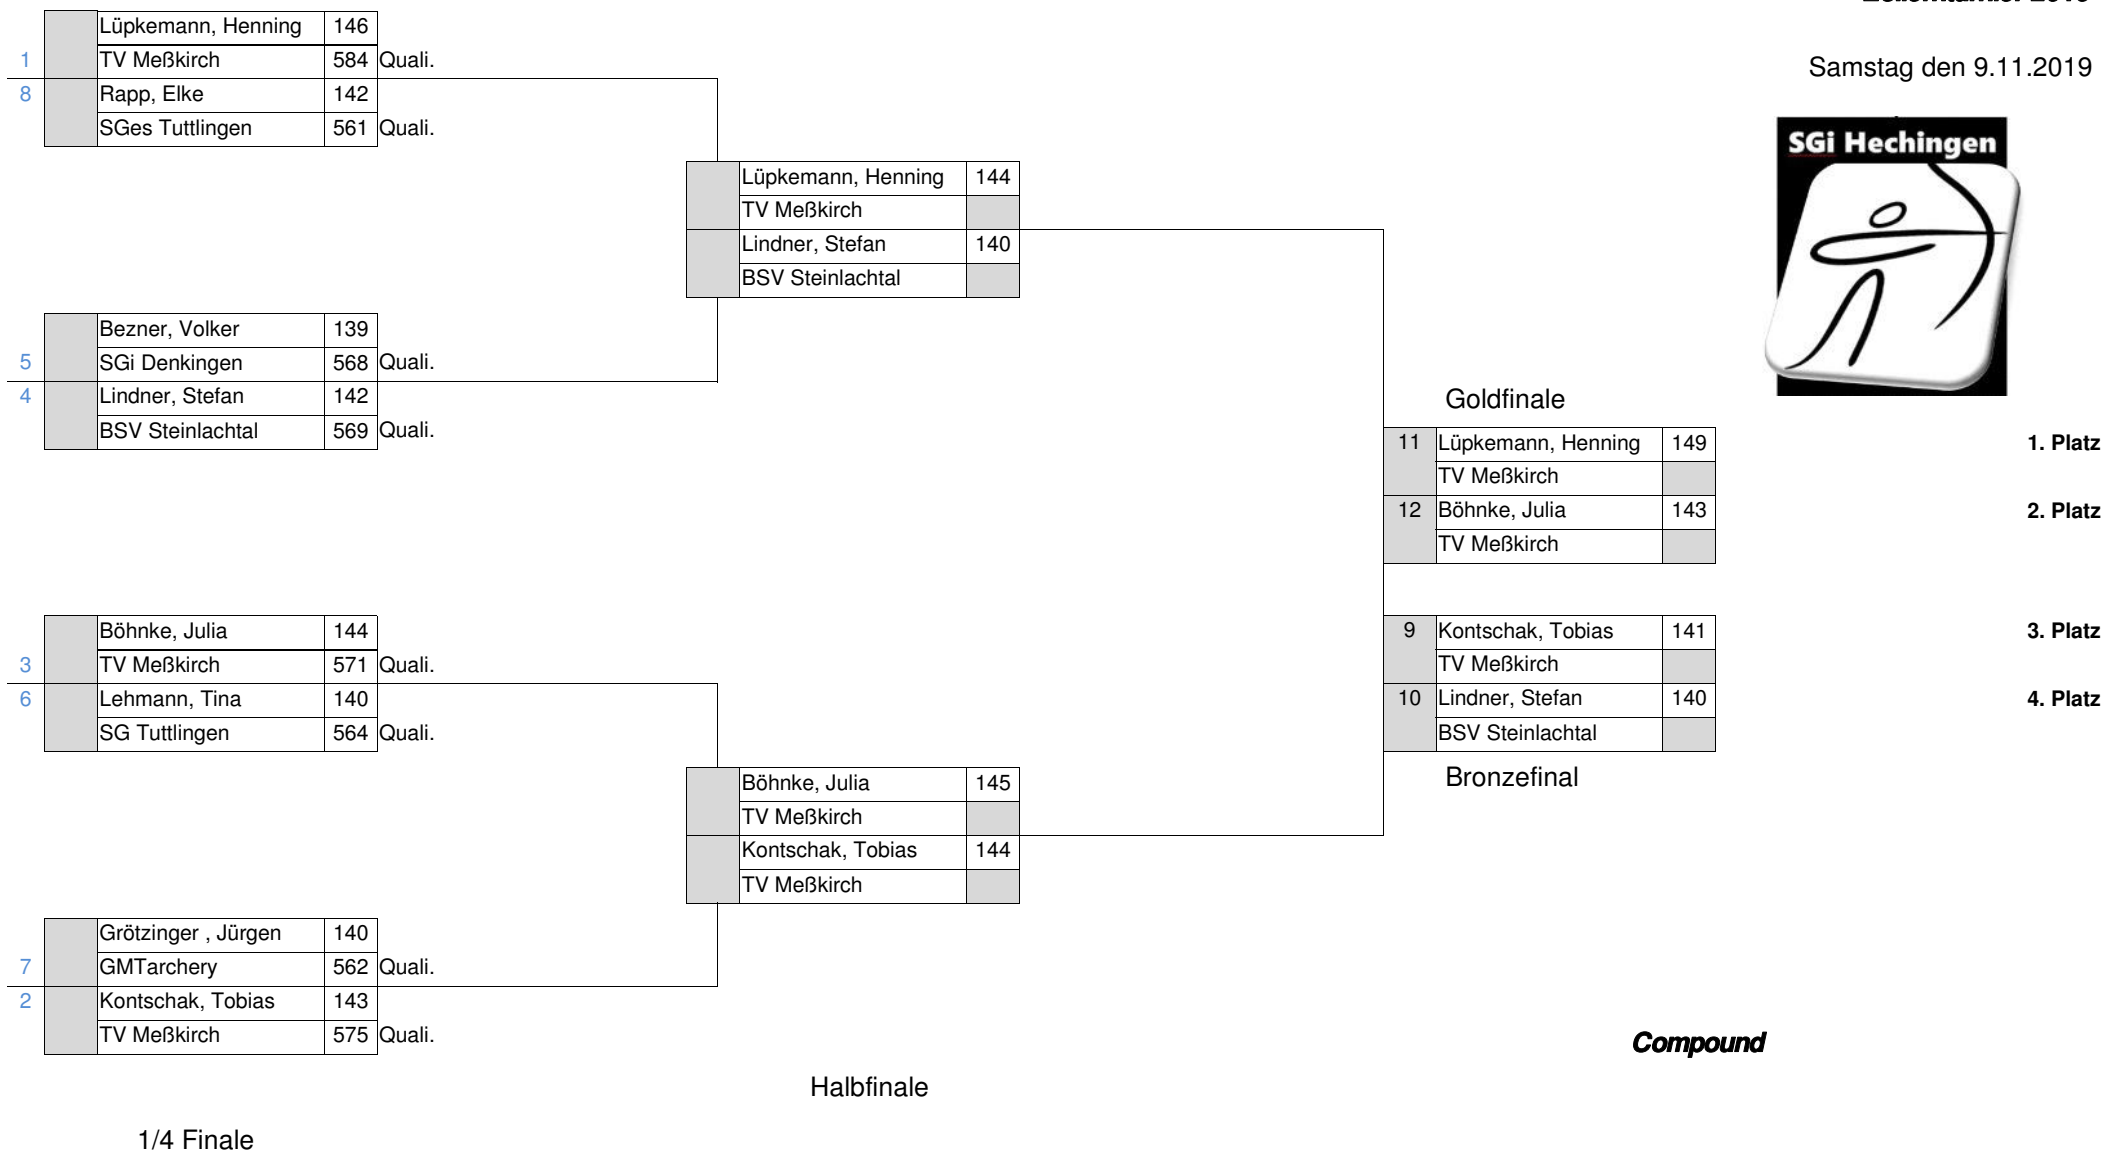 Samstag den 9.11.2019
SGi Hechingen
Lüpkemann, Henning 146
1 TV Meßkirch 584 Quali.
8 Rapp, Elke 142
SGes Tuttlingen 561 Quali.
Lüpkemann, Henning 144
TV Meßkirch
Lindner, Stefan 140
BSV Steinlachtal
Bezner, Volker 139
5 SGi Denkingen 568 Quali.
4 Lindner, Stefan 142
BSV Steinlachtal 569 Quali.
Goldfinale
11 Lüpkemann, Henning 149 1. Platz
TV Meßkirch
12 Böhnke, Julia 143 2. Platz
TV Meßkirch
Böhnke, Julia 144
3 TV Meßkirch 571 Quali.
6 Lehmann, Tina 140
SG Tuttlingen 564 Quali.
9 Kontschak, Tobias 141 3. Platz
TV Meßkirch
10 Lindner, Stefan 140 4. Platz
BSV Steinlachtal
Bronzefinal
Böhnke, Julia 145
TV Meßkirch
Kontschak, Tobias 144
TV Meßkirch
Grötzinger , Jürgen 140
7 GMTarchery 562 Quali.
2 Kontschak, Tobias 143
TV Meßkirch 575 Quali.
Compound
Halbfinale
1/4 Finale